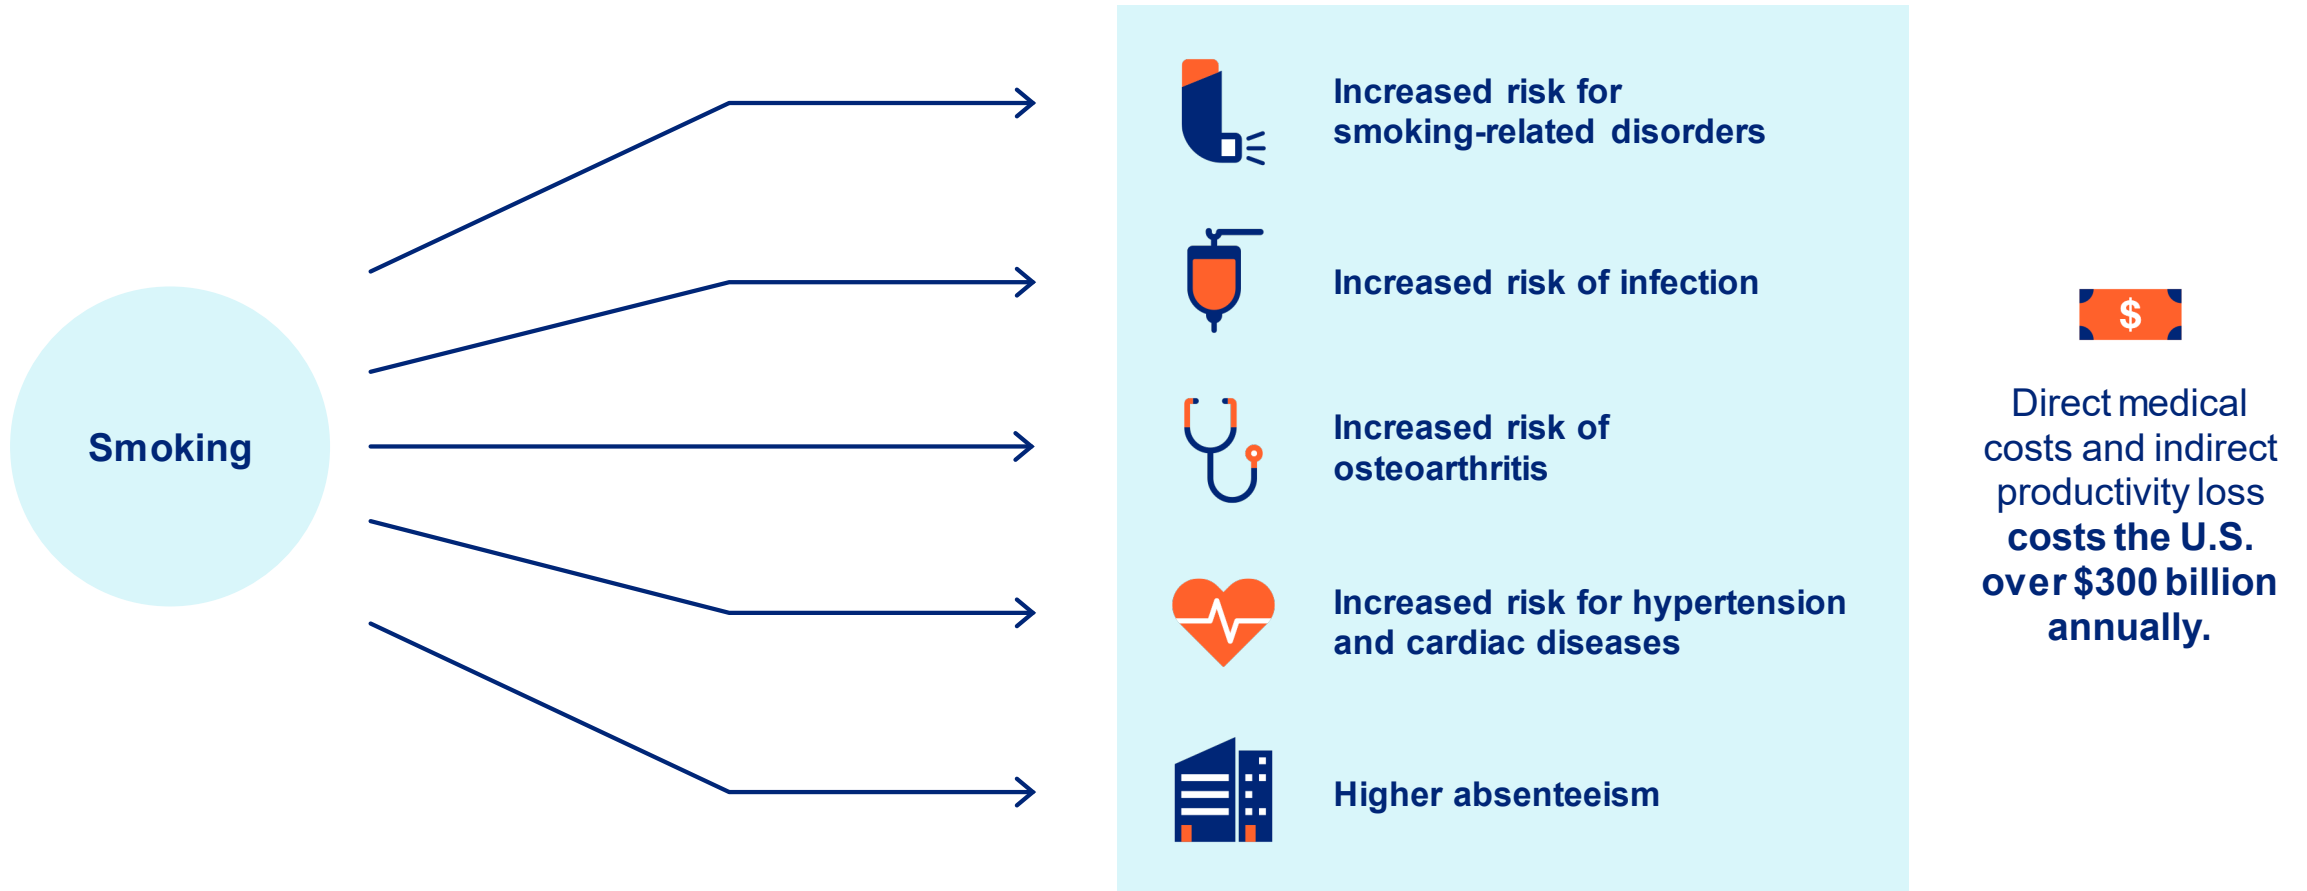 Smoking
Increased risk for
smoking-related disorders
Increased risk of infection
Increased risk of
osteoarthritis
Increased risk for hypertension
and cardiac diseases
Higher absenteeism
$
Direct medical
costs and indirect
productivity loss
costs the U.S.
over $300 billion
annually.